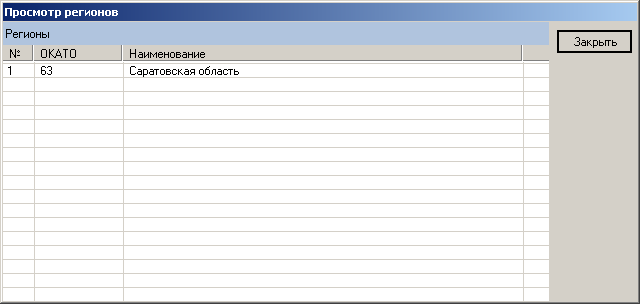 Просмотр регионов
Регионы
Закрыть
№ ОКАТО Наименование
1 63 Саратовская область